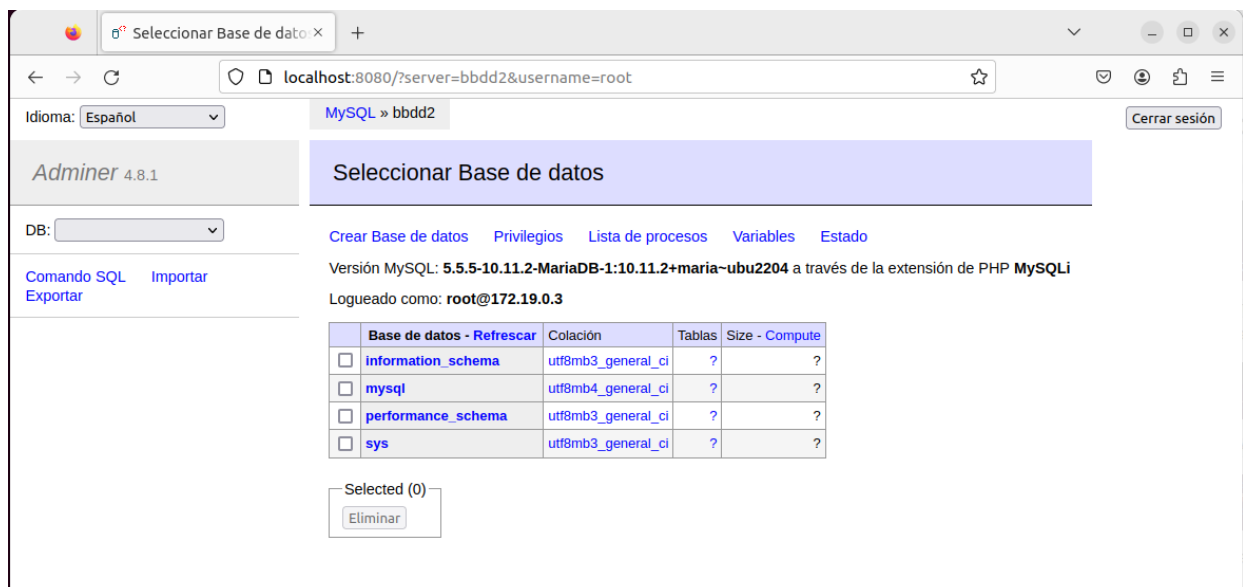 Seleccionar Base de dato
localhost:8080/?server=bbdd2&username=root
Idioma: Español
MySQL » bbdd2
Cerrar sesión
Adminer 4.8.1
Seleccionar Base de datos
DB:
Crear Base de datos Privilegios Lista de procesos Variables Estado
Comando SQL Importar
Exportar
Versión MySQL: 5.5.5-10.11.2-MariaDB-1:10.11.2+maria~ubu2204 a través de la extensión de PHP MySQLi
Logueado como: root@172.19.0.3
Base de datos - Refrescar Colación Tablas Size - Compute
information_schema utf8mb3_general_ci ? ?
mysql utf8mb4_general_ci ? ?
performance_schema utf8mb3_general_ci ? ?
sys utf8mb3_general_ci ? ?
Selected (0)
Eliminar